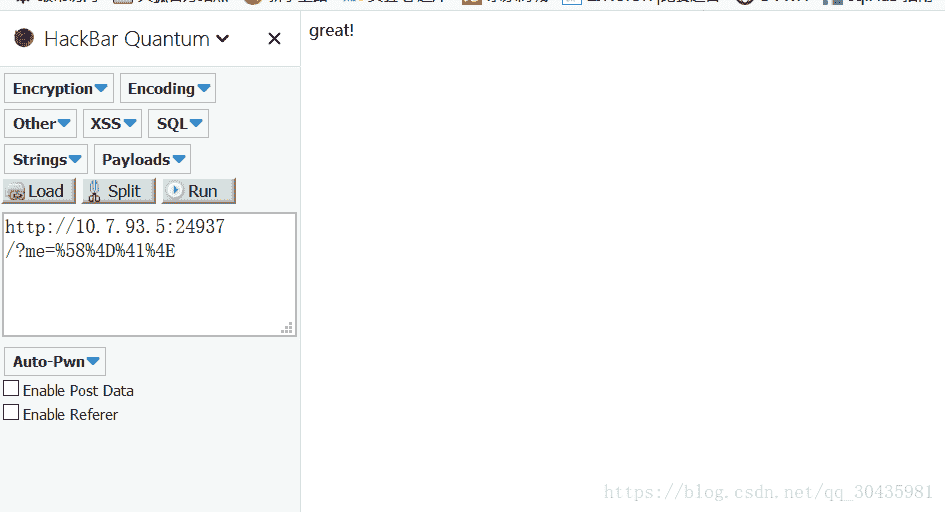 HackBar Quantum
great!
Encryption Encoding
Other XSS SQL
Strings Payloads
Load Split Run
http://10.7.93.5:24937
/?me=%58%4D%41%4E
Auto-Pwn
Enable Post Data
Enable Referer
https://blog.csdn.net/qq_30435981